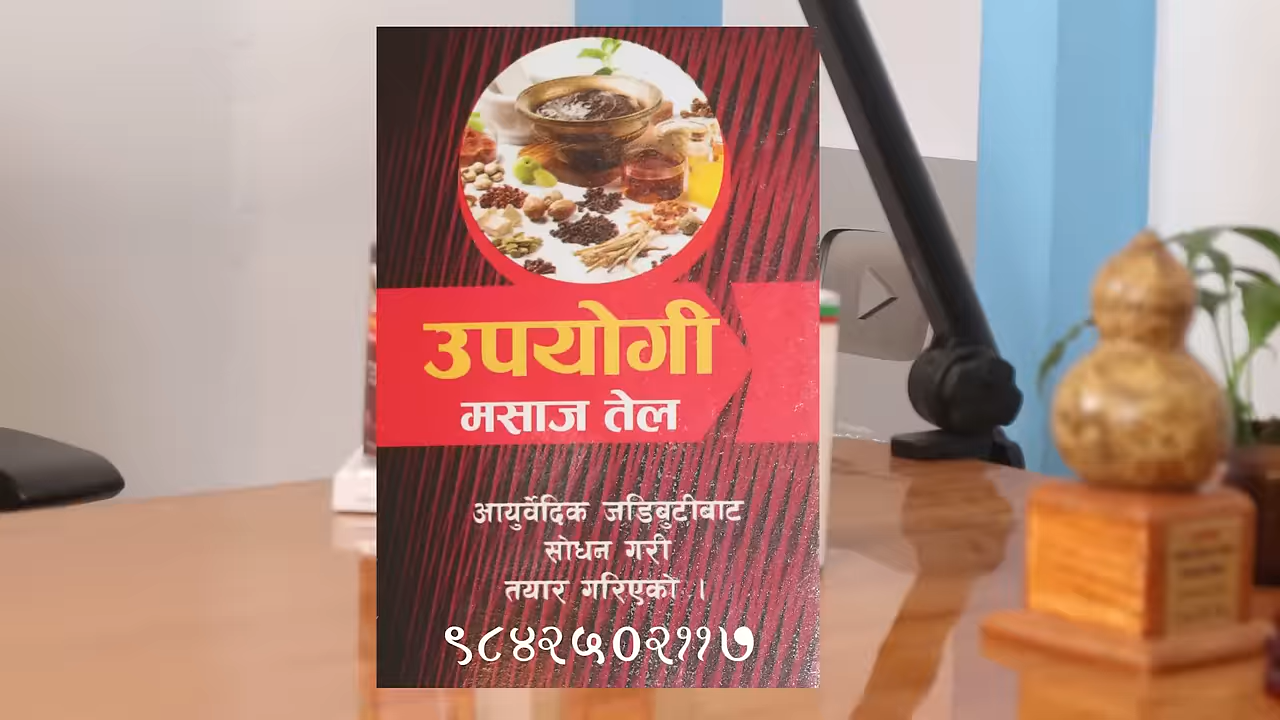 उपयोगी
मसाज तेल
आयुर्वेदिक जडिबुटीबाट
सोधन गरी
तयार गरिएको ।
९८४२५०२११७